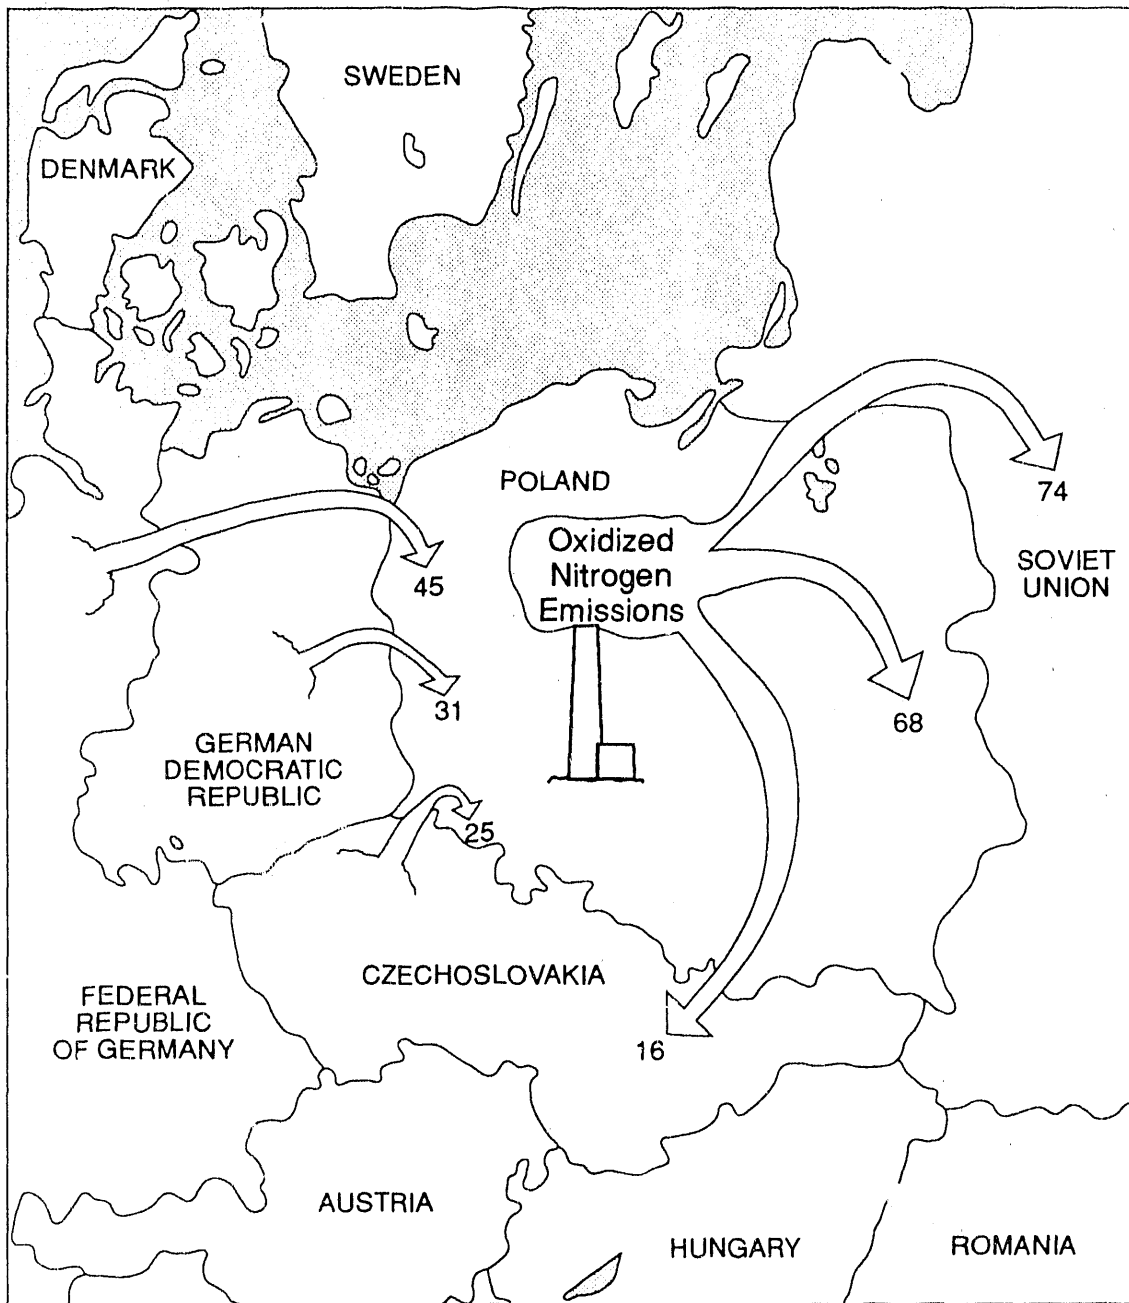 SWEDEN
DENMARK
POLAND
74
Oxidized
Nitrogen
Emissions
SOVIET
UNION
45
31
68
GERMAN
DEMOCRATIC
REPUBLIC
25
CZECHOSLOVAKIA
FEDERAL
REPUBLIC
OF GERMANY
16
AUSTRIA
HUNGARY
ROMANIA